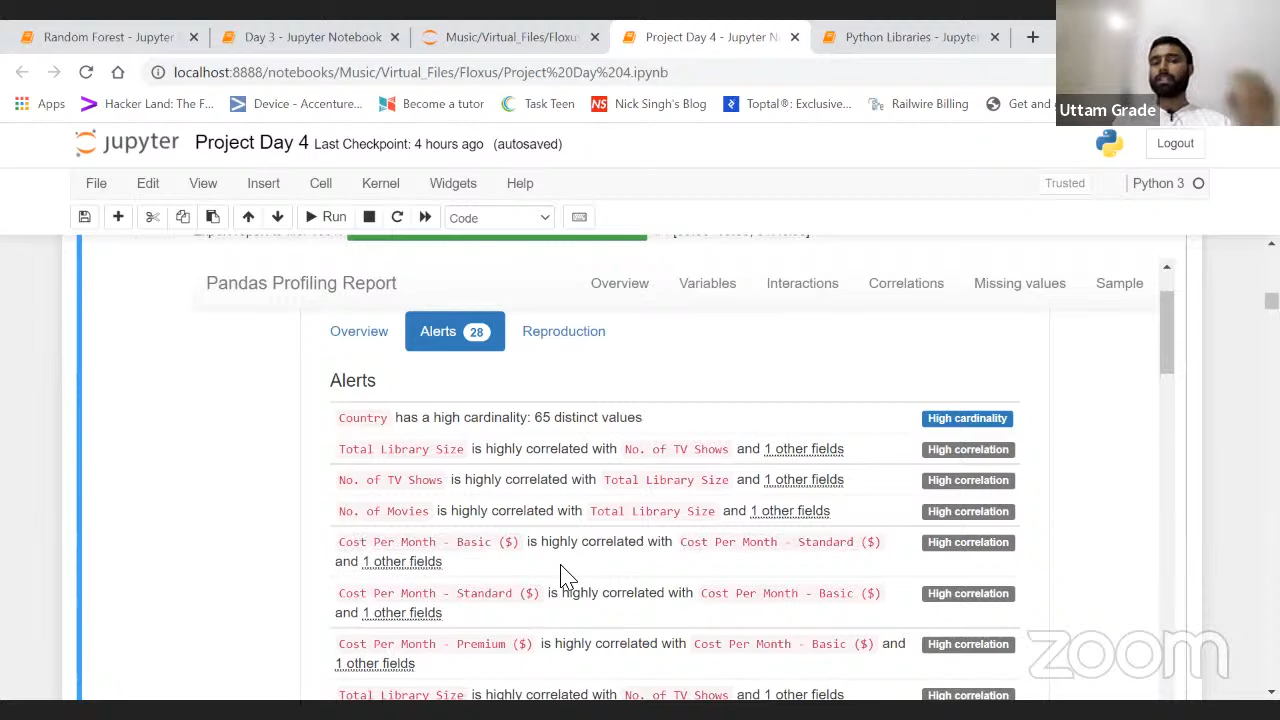 Random Forest - Jupyter
Day 3 - Jupyter Notebook
Music/Virtual_Files/Floxus
Project Day 4 - Jupyter N
Python Libraries - Jupyter
localhost:8888/notebooks/Music/Virtual_Files/Floxus/Project%20Day%204.ipynb
Uttam Grade
Apps
Hacker Land: The F...
Device - Accenture...
Become a tutor
Task Teen
NS Nick Singh's Blog
Toptal®: Exclusive...
Railwire Billing
Get and
jupyter Project Day 4 Last Checkpoint: 4 hours ago (autosaved)
Logout
File Edit View Insert Cell Kernel Widgets Help
Trusted
Python 3
Run
Code
Pandas Profiling Report
Overview Variables Interactions Correlations Missing values Sample
Overview Alerts 28 Reproduction
Alerts
Country has a high cardinality: 65 distinct values High cardinality
Total Library Size is highly correlated with No. of TV Shows and 1 other fields High correlation
No. of TV Shows is highly correlated with Total Library Size and 1 other fields High correlation
No. of Movies is highly correlated with Total Library Size and 1 other fields High correlation
Cost Per Month - Basic ($) is highly correlated with Cost Per Month - Standard ($) High correlation
and 1 other fields
Cost Per Month - Standard ($) is highly correlated with Cost Per Month - Basic ($) High correlation
and 1 other fields
Cost Per Month - Premium ($) is highly correlated with Cost Per Month - Basic ($) and High correlation
1 other fields
Total Library Size is highly correlated with No. of TV Shows and 1 other fields High correlation
zoom